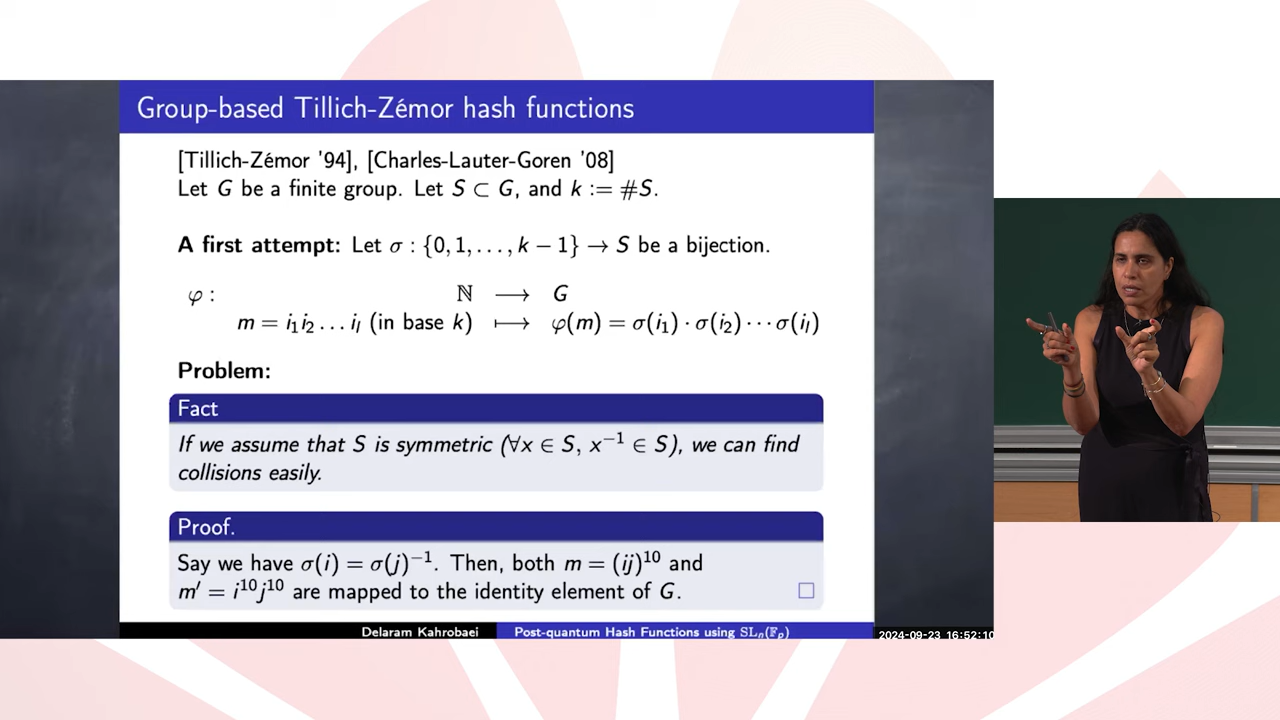 Group-based Tillich-Zémor hash functions
[Tillich-Zémor '94], [Charles-Lauter-Goren '08]
Let G be a finite group. Let S ⊂ G, and k := #S.
A first attempt: Let σ : {0, 1, . . . , k − 1} → S be a bijection.
φ : ℕ ⟶ G
m = i₁i₂ . . . iₗ (in base k) ⟼ φ(m) = σ(i₁) · σ(i₂) · · · σ(iₗ)
Problem:
Fact
If we assume that S is symmetric (∀x ∈ S, x⁻¹ ∈ S), we can find
collisions easily.
Proof.
Say we have σ(i) = σ(j)⁻¹. Then, both m = (ij)¹⁰ and
m′ = i¹⁰j¹⁰ are mapped to the identity element of G. □
Delaram Kahrobaei Post-quantum Hash Functions using SLₙ(𝔽ₚ)
2024-09-23 16:52:10